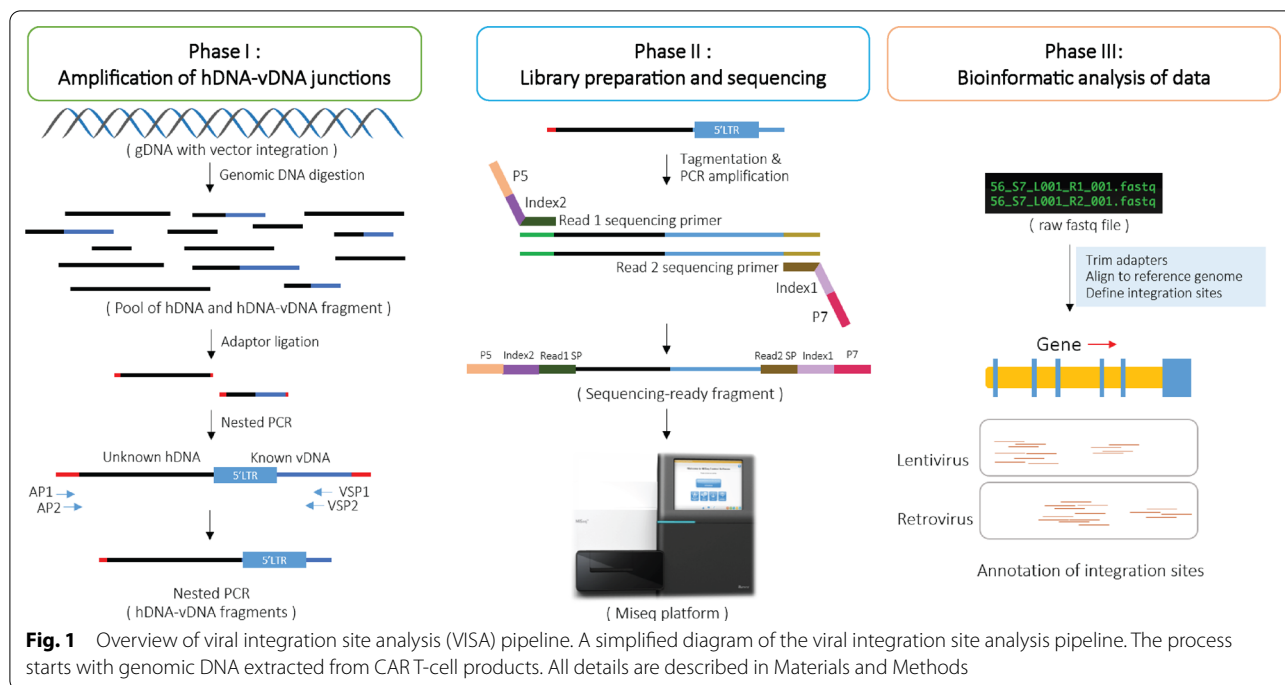 Phase I :
Amplification of hDNA-vDNA junctions
( gDNA with vector integration )
Genomic DNA digestion
( Pool of hDNA and hDNA-vDNA fragment )
Adaptor ligation
Nested PCR
Unknown hDNA
Known vDNA
5'LTR
AP1
AP2
VSP1
VSP2
5'LTR
Nested PCR
( hDNA-vDNA fragments )
Phase II :
Library preparation and sequencing
5'LTR
Tagmentation &
PCR amplification
P5
Index2
Read 1 sequencing primer
Read 2 sequencing primer
Index1
P7
P5 Index2 Read1 SP Read2 SP Index1 P7
( Sequencing-ready fragment )
( Miseq platform )
Phase III:
Bioinformatic analysis of data
56_S7_L001_R1_001.fastq
56_S7_L001_R2_001.fastq
( raw fastq file )
Trim adapters
Align to reference genome
Define integration sites
Gene
Lentivirus
Retrovirus
Annotation of integration sites
Fig. 1 Overview of viral integration site analysis (VISA) pipeline. A simplified diagram of the viral integration site analysis pipeline. The process
starts with genomic DNA extracted from CAR T-cell products. All details are described in Materials and Methods